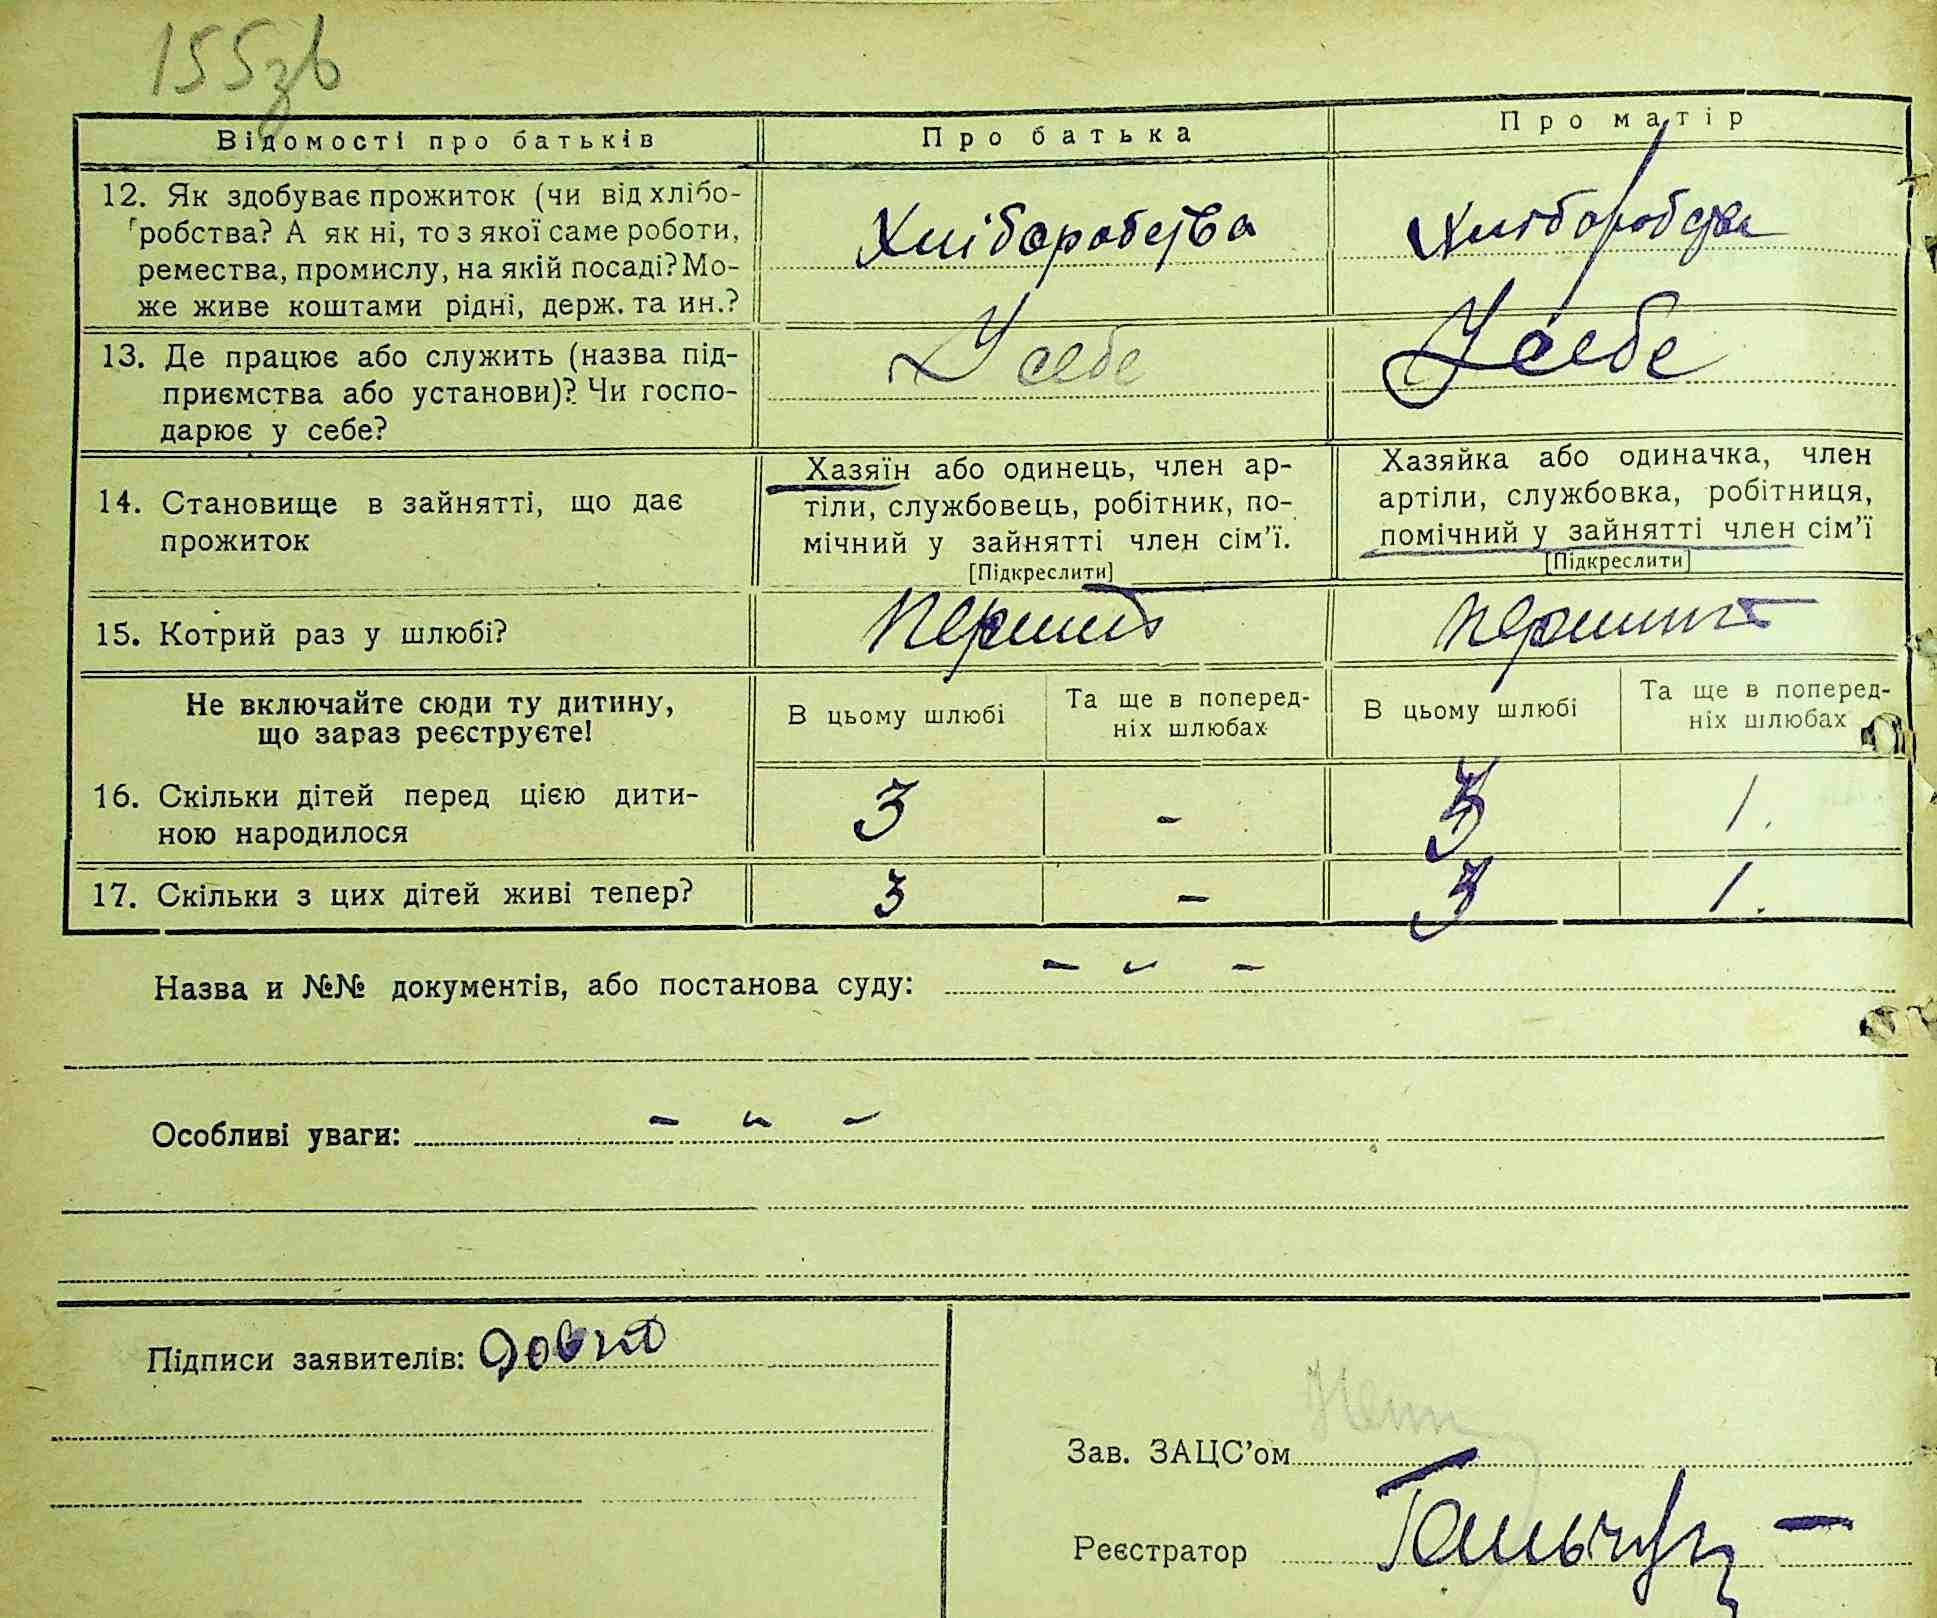 155зв
Відомості про батьків Про батька Про матір
12. Як здобуває прожиток (чи від хлібо-
робства? А як ні, то з якої саме роботи,
ремества, промислу, на якій посаді? Мо-
же живе коштами рідні, держ. та ин.?
Хліборобства Хліборобства
13. Де працює або служить (назва під-
приємства або установи)? Чи госпо-
дарює у себе?
У себе У себе
14. Становище в зайнятті, що дає
прожиток
Хазяїн або одинець, член ар-
тіли, службовець, робітник, по-
мічний у зайнятті член сім'ї.
[Підкреслити]
Хазяйка або одиначка, член
артіли, службовка, робітниця,
помічний у зайнятті член сім'ї
[Підкреслити]
15. Котрий раз у шлюбі?
Не включайте сюди ту дитину,
що зараз реєструєте!
В цьому шлюбі
Та ще в поперед-
ніх шлюбах
В цьому шлюбі
Та ще в поперед-
ніх шлюбах
16. Скільки дітей перед цією дити-
ною народилося
3 - 3 1.
17. Скільки з цих дітей живі тепер? 3 - 3 1.
Назва и №№ документів, або постанова суду: - " -
Особливі уваги: - " -
Підписи заявителів:
Зав. ЗАЦС'ом
Реєстратор